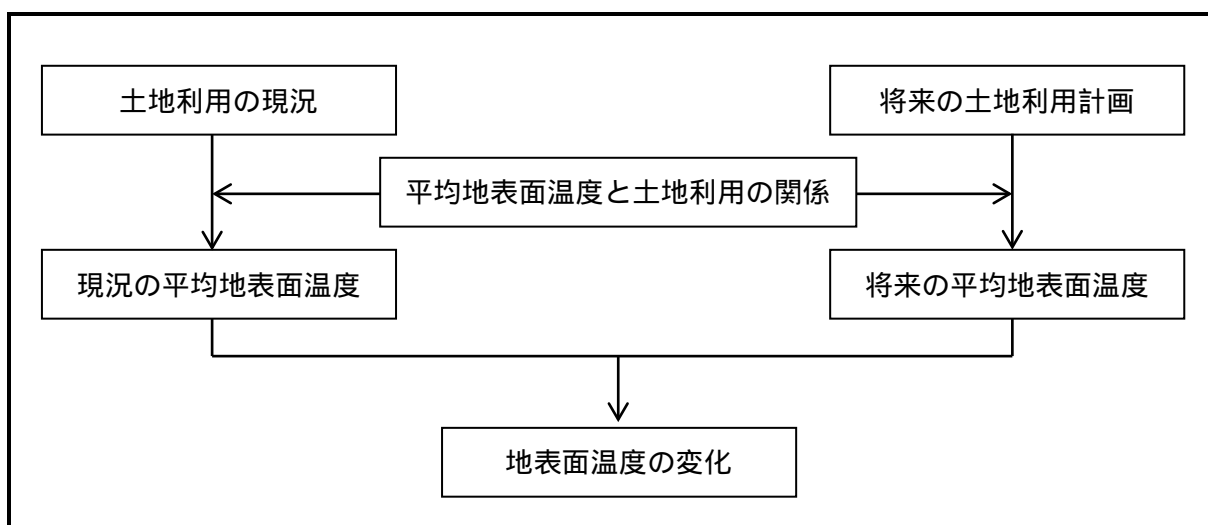 土地利用の現況
将来の土地利用計画
平均地表面温度と土地利用の関係
現況の平均地表面温度
将来の平均地表面温度
地表面温度の変化